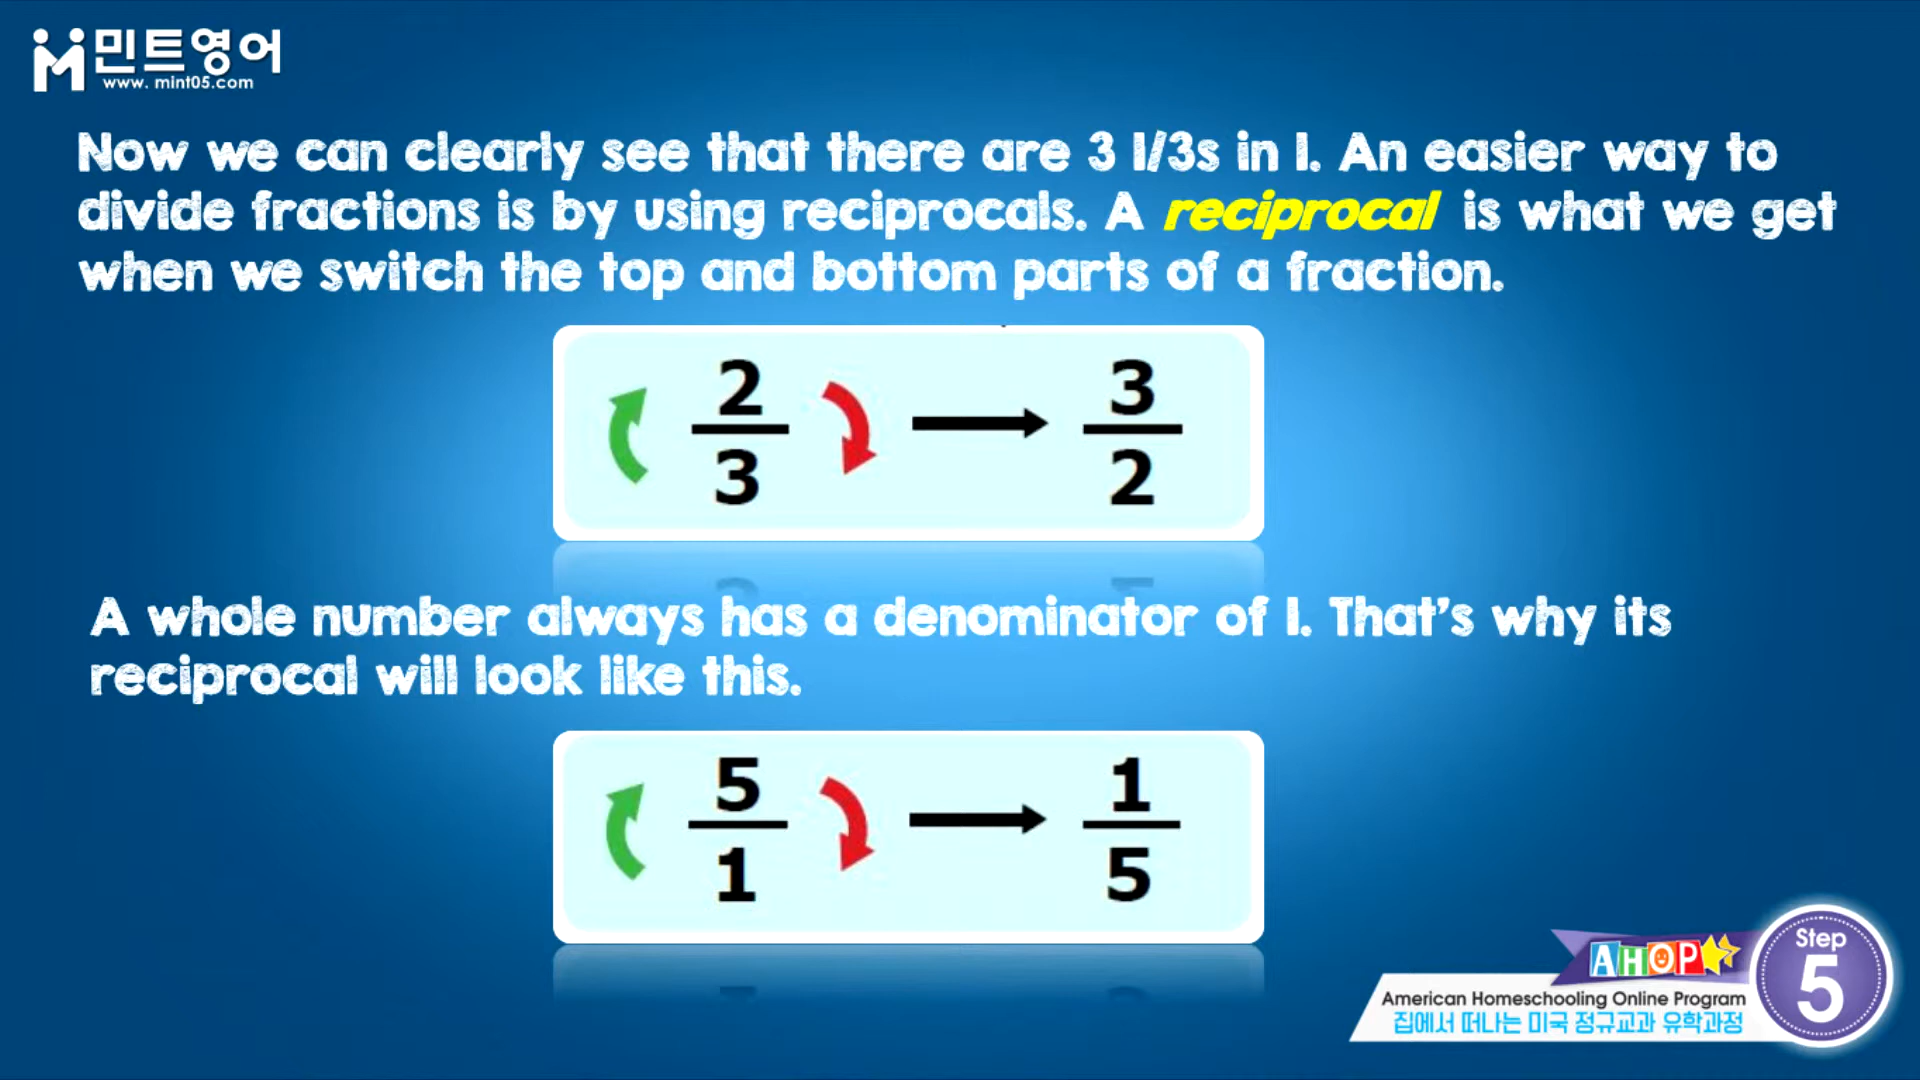 민트영어
www. mint05.com
Now we can clearly see that there are 3 1/3s in 1. An easier way to
divide fractions is by using reciprocals. A reciprocal is what we get
when we switch the top and bottom parts of a fraction.
2 3
3 2
A whole number always has a denominator of 1. That's why its
reciprocal will look like this.
5 1
1 5
AHOP
Step
5
American Homeschooling Online Program
집에서 떠나는 미국 정규교과 유학과정